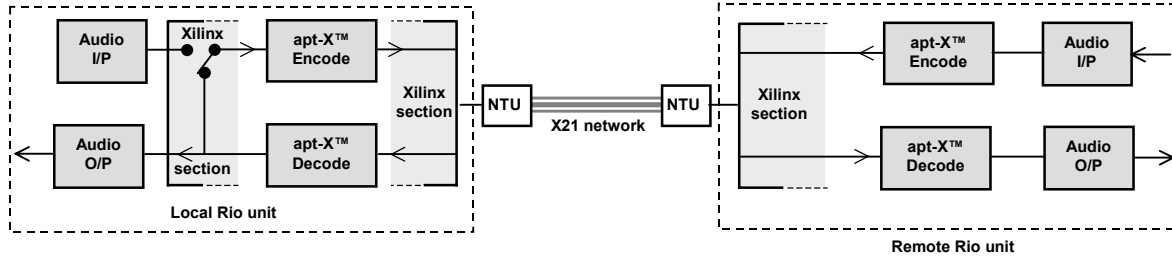 Audio
I/P
Xilinx
apt-X™
Encode
Xilinx
section
Audio
O/P
section
apt-X™
Decode
Local Rio unit
NTU
X21 network
NTU
Xilinx
section
apt-X™
Encode
Audio
I/P
apt-X™
Decode
Audio
O/P
Remote Rio unit